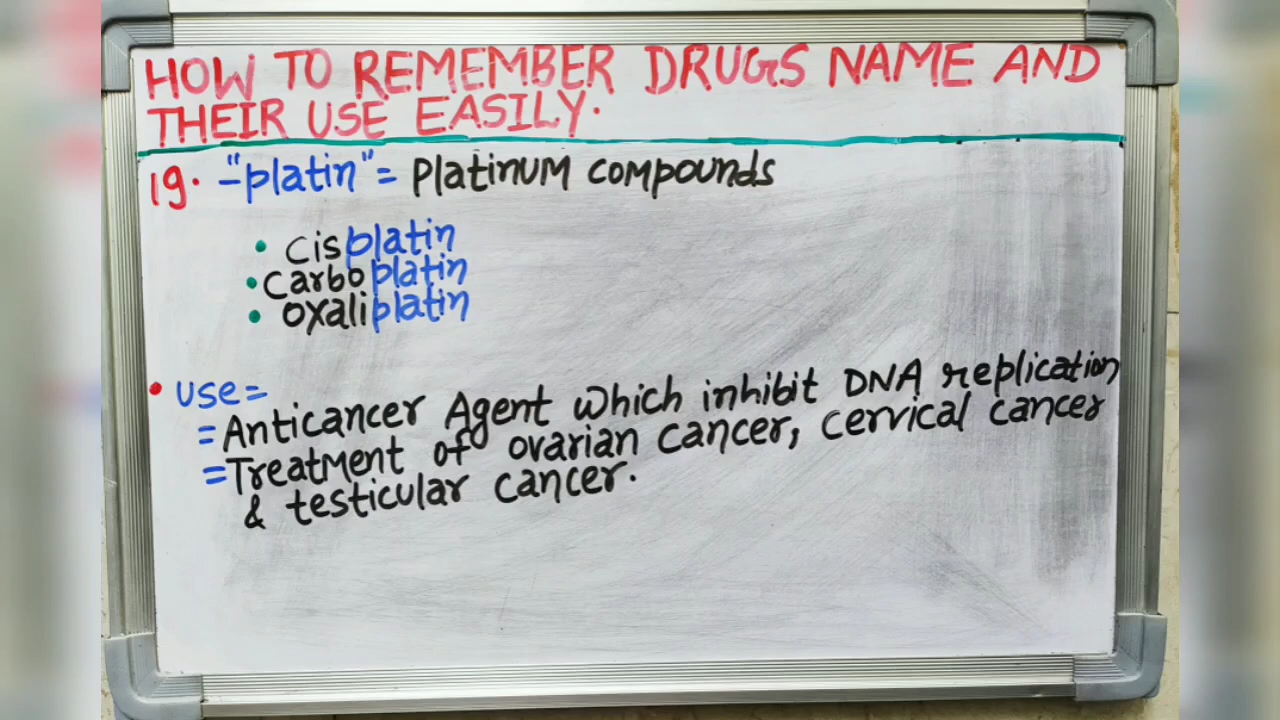 HOW TO REMEMBER DRUGS NAME AND
THEIR USE EASILY.
19. "-platin" = Platinum compounds
• Cisplatin
• Carboplatin
• Oxaliplatin
• Use=
=Anticancer Agent which inhibit DNA replication
=Treatment of ovarian cancer, cervical cancer
& testicular cancer.